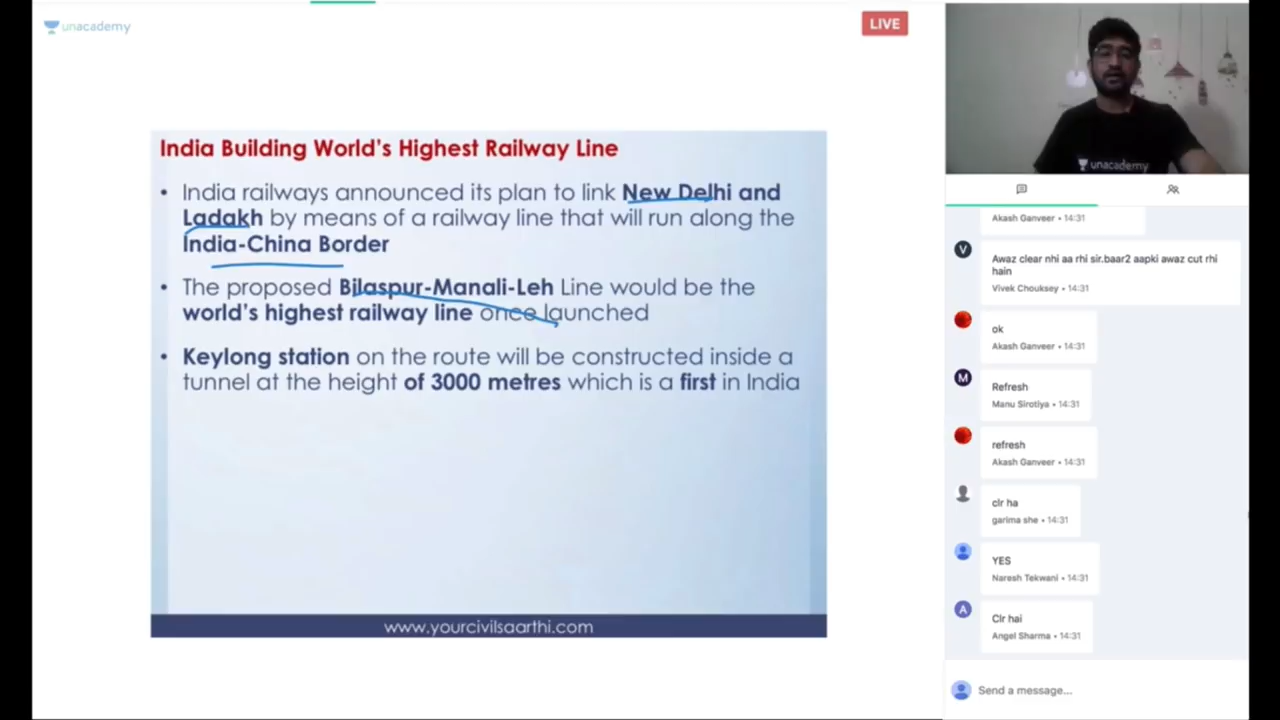 unacademy
LIVE
India Building World's Highest Railway Line
• India railways announced its plan to link New Delhi and
Ladakh by means of a railway line that will run along the
India-China Border
• The proposed Bilaspur-Manali-Leh Line would be the
world's highest railway line once launched
• Keylong station on the route will be constructed inside a
tunnel at the height of 3000 metres which is a first in India
www.yourcivilsaarthi.com
unacademy
Akash Ganveer • 14:31
V
Awaz clear nhi aa rhi sir.baar2 aapki awaz cut rhi
hain
Vivek Chouksey • 14:31
ok
Akash Ganveer • 14:31
M
Refresh
Manu Sirotiya • 14:31
refresh
Akash Ganveer • 14:31
clr ha
garima she • 14:31
YES
Naresh Tekwani • 14:31
A
Clr hai
Angel Sharma • 14:31
Send a message...